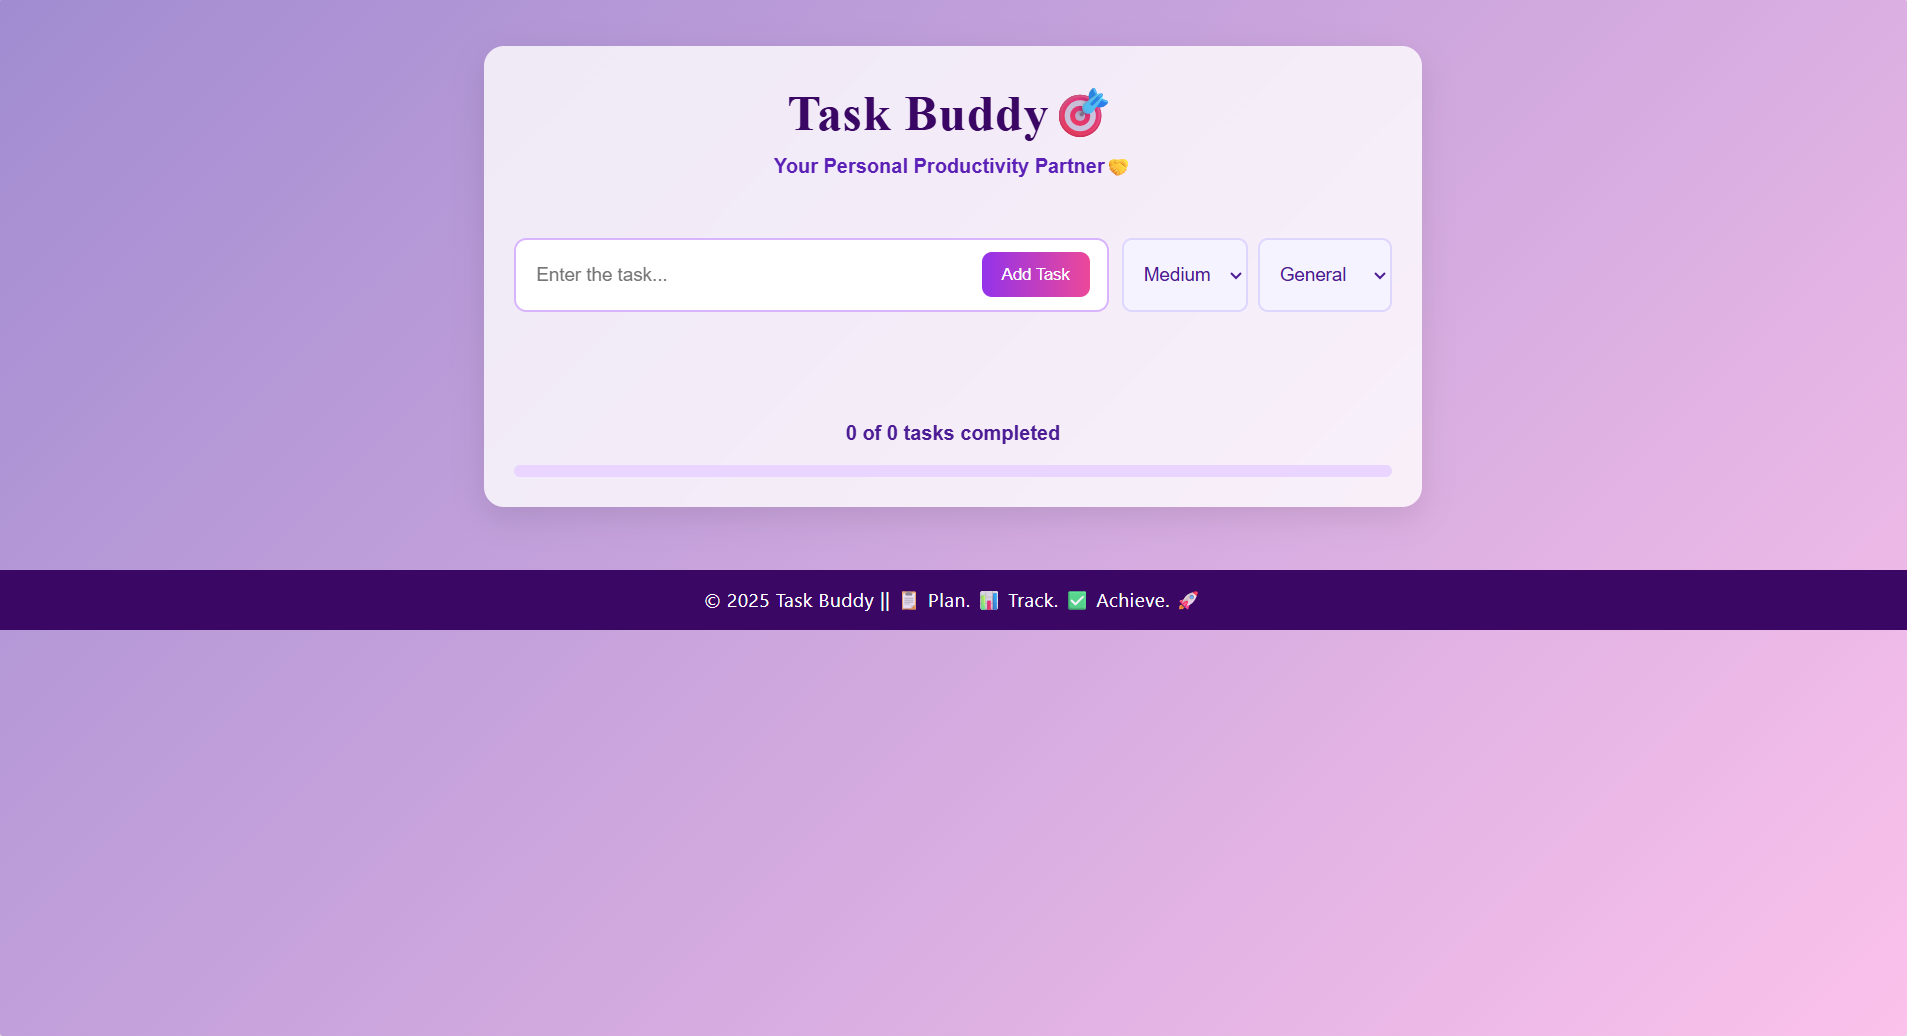 Task Buddy 🎯
Your Personal Productivity Partner🤝
Enter the task...
Add Task
Medium
General
0 of 0 tasks completed
© 2025 Task Buddy || 📋 Plan. 📊 Track. ✅ Achieve. 🚀